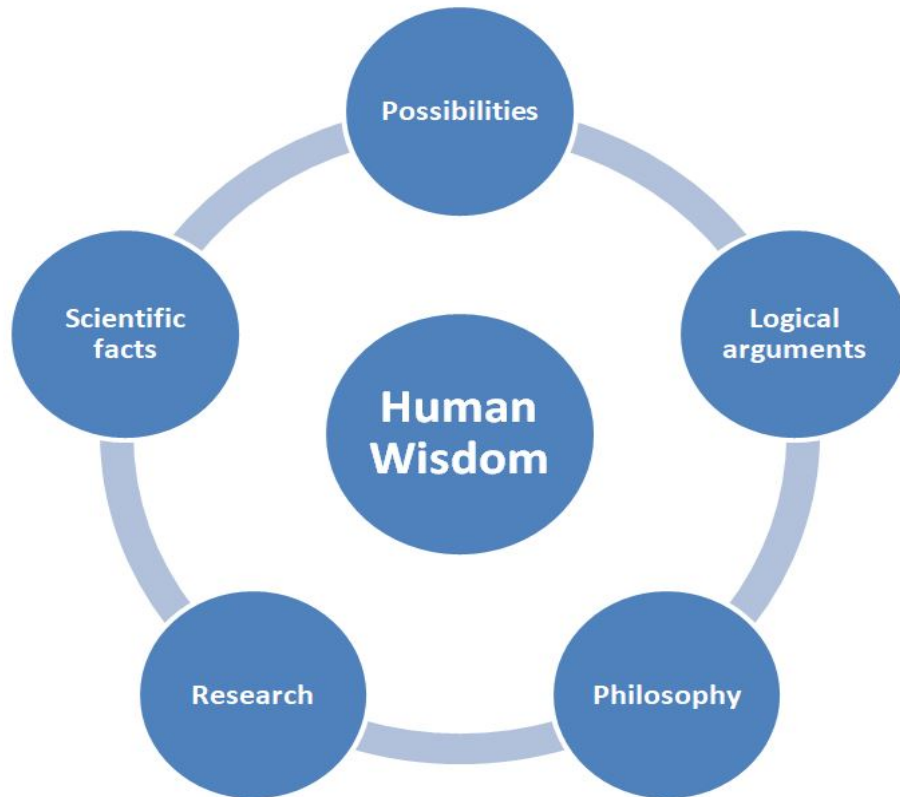 Possibilities
Scientific
facts
Logical
arguments
Human
Wisdom
Research
Philosophy